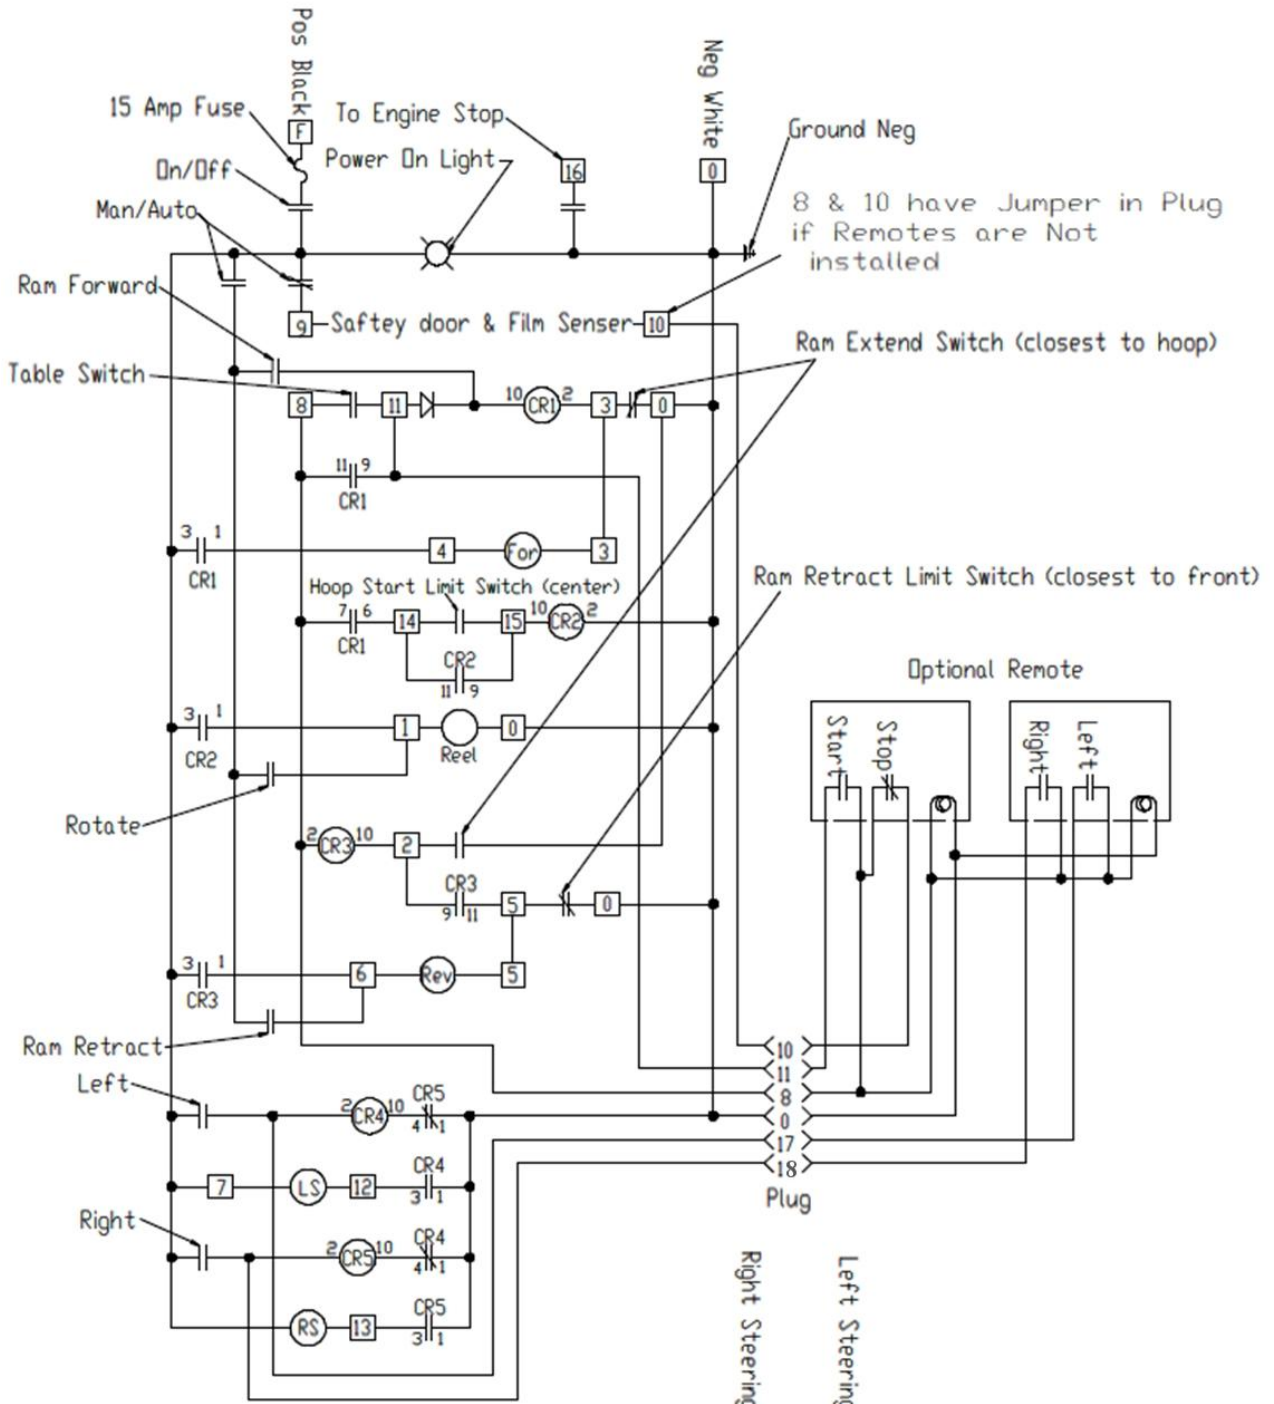 Pos Black
Neg White
15 Amp Fuse
To Engine Stop
F
Ground Neg
On/Off
Power On Light
16
0
Man/Auto
8 & 10 have Jumper in Plug
if Remotes are Not
installed
Ram Forward
9
Saftey door & Film Senser
10
Ram Extend Switch (closest to hoop)
Table Switch
8
11
10
CR1
2
3
0
11 9
CR1
3 1
CR1
4
For
3
Hoop Start Limit Switch (center)
Ram Retract Limit Switch (closest to front)
7 6
CR1
14
15
10
CR2
2
CR2
11 9
Optional Remote
3 1
CR2
1
Reel
0
Start
Stop
Right
Left
Rotate
2
CR3
10
2
CR3
9 11
5
0
3 1
CR3
6
Rev
5
Ram Retract
10
11
8
0
17
18
Plug
Left
2
CR4
10
CR5
4 1
7
LS
12
CR4
3 1
Right
2
CR5
10
CR4
4 1
RS
13
CR5
3 1
Right Steering
Left Steering